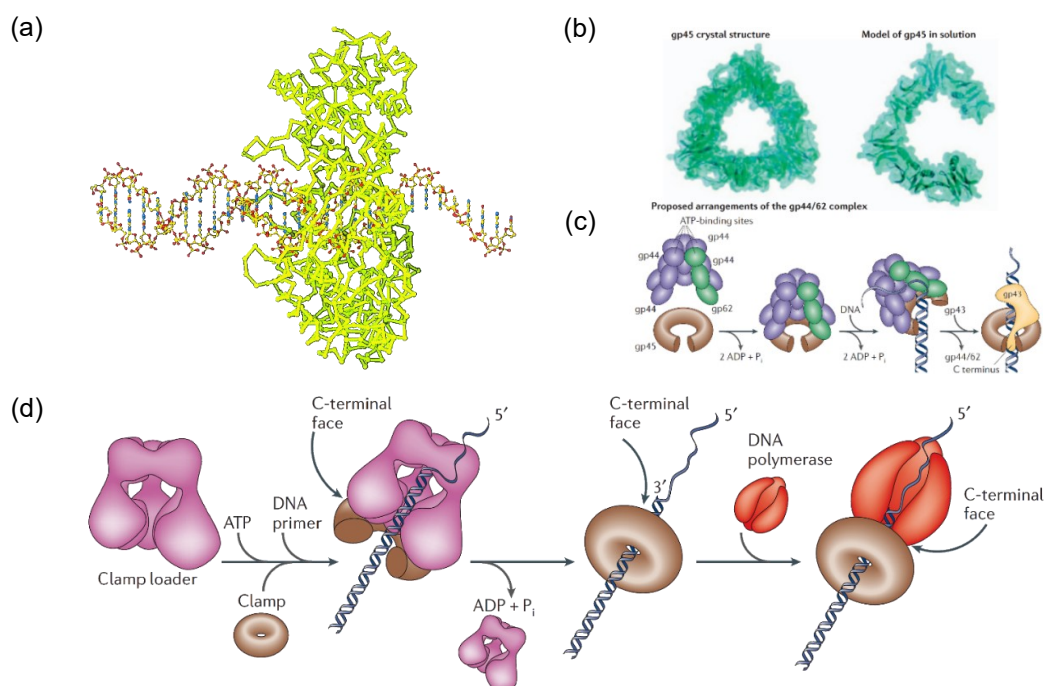 (a)
(b)
gp45 crystal structure
Model of gp45 in solution
Proposed arrangements of the gp44/62 complex
(c)
ATP-binding sites
gp44
gp44
gp44
gp44
gp62
gp45
2 ADP + Pi
DNA
2 ADP + Pi
gp43
gp44/62
gp43
C terminus
(d)
C-terminal
face
5′
ATP
DNA
primer
Clamp loader
Clamp
ADP + Pi
C-terminal
face
5′
3′
DNA
polymerase
5′
C-terminal
face